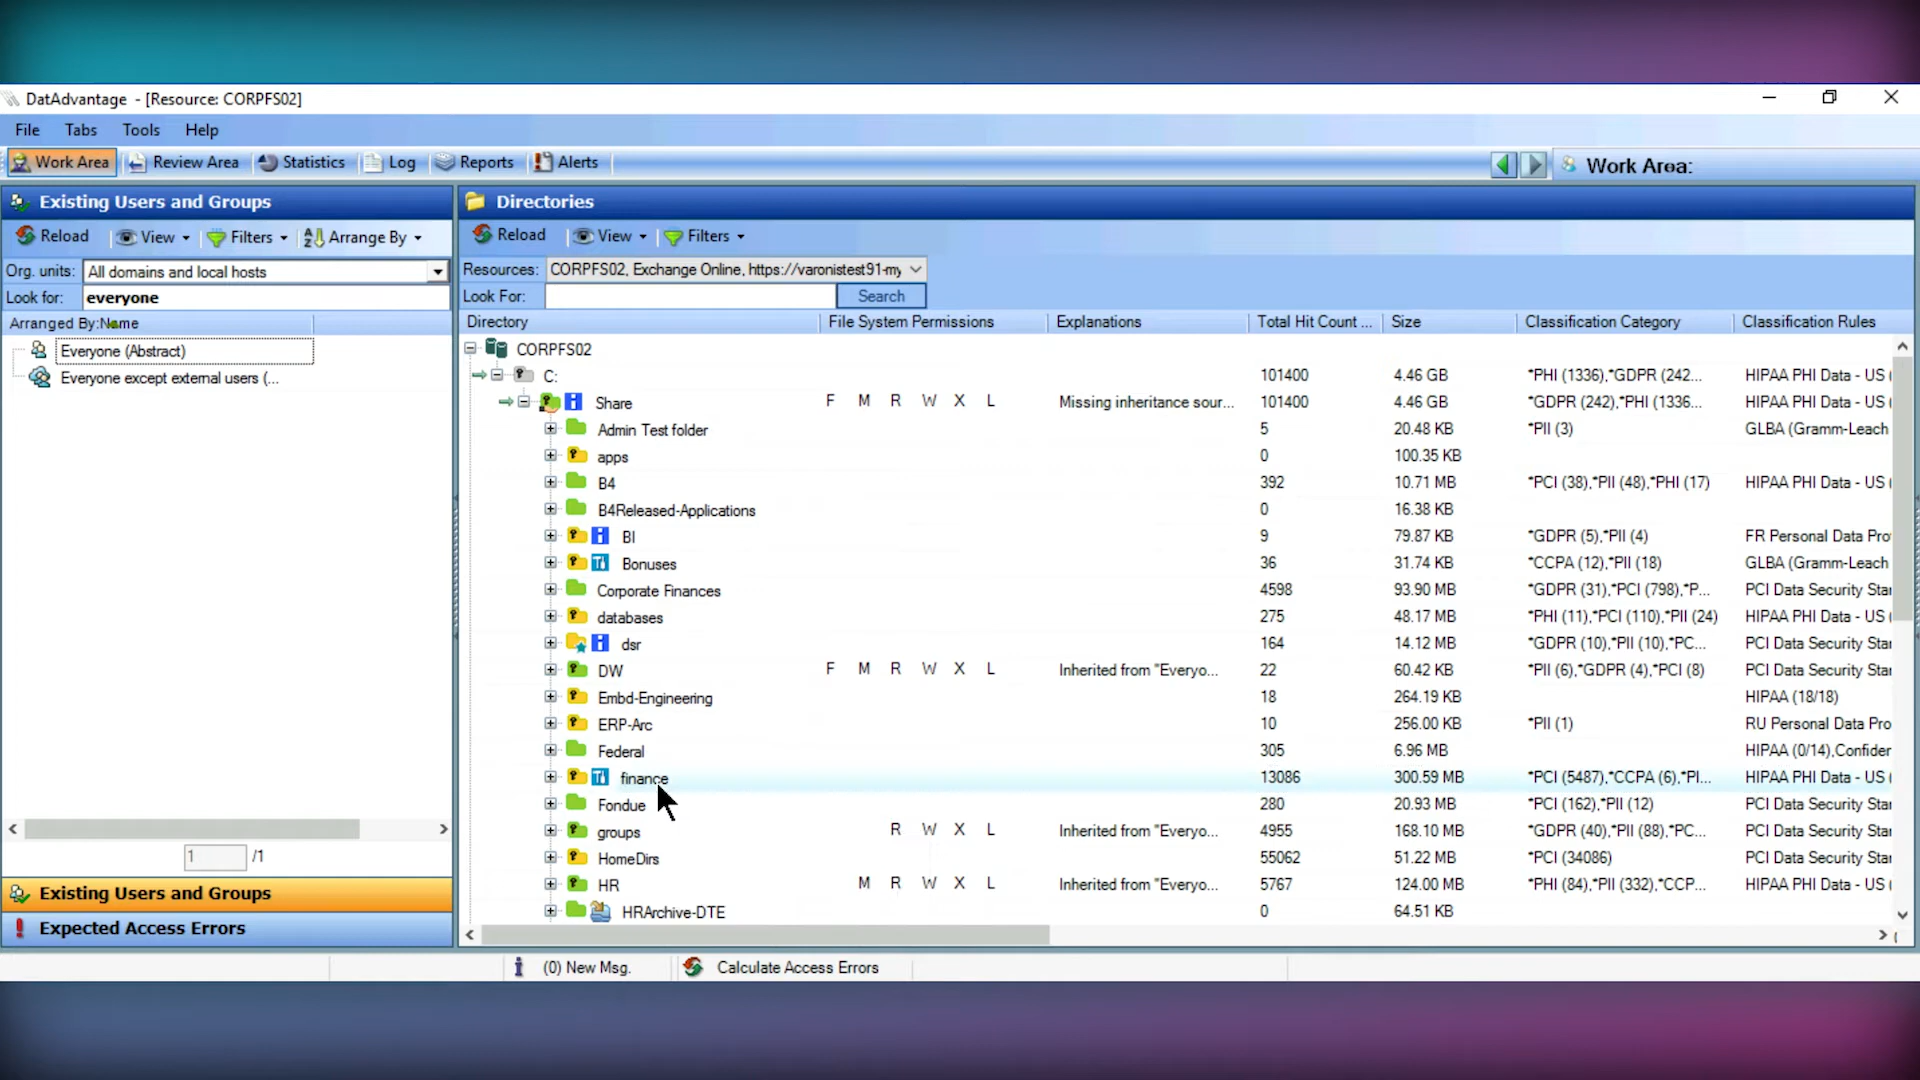 DatAdvantage - [Resource: CORPFS02]
File Tabs Tools Help
Work Area Review Area Statistics Log Reports Alerts Work Area:
Existing Users and Groups
Reload View Filters Arrange By
Org. units: All domains and local hosts
Look for: everyone
Arranged By:Name
Everyone (Abstract)
Everyone except external users (...
1 /1
Existing Users and Groups
Expected Access Errors
Directories
Reload View Filters
Resources: CORPFS02, Exchange Online, https://varonistest91-my
Look For: Search
Directory File System Permissions Explanations Total Hit Count ... Size Classification Category Classification Rules
CORPFS02
C: 101400 4.46 GB *PHI (1336),*GDPR (242... HIPAA PHI Data - US (
Share F M R W X L Missing inheritance sour... 101400 4.46 GB *GDPR (242),*PHI (1336... HIPAA PHI Data - US (
Admin Test folder 5 20.48 KB *PII (3) GLBA (Gramm-Leach
apps 0 100.35 KB
B4 392 10.71 MB *PCI (38),*PII (48),*PHI (17) HIPAA PHI Data - US (
B4Released-Applications 0 16.38 KB
BI 9 79.87 KB *GDPR (5),*PII (4) FR Personal Data Pro
Bonuses 36 31.74 KB *CCPA (12),*PII (18) GLBA (Gramm-Leach
Corporate Finances 4598 93.90 MB *GDPR (31),*PCI (798),*P... PCI Data Security Star
databases 275 48.17 MB *PHI (11),*PCI (110),*PII (24) HIPAA PHI Data - US (
dsr 164 14.12 MB *GDPR (10),*PII (10),*PC... PCI Data Security Star
DW F M R W X L Inherited from "Everyo... 22 60.42 KB *PII (6),*GDPR (4),*PCI (8) PCI Data Security Star
Embd-Engineering 18 264.19 KB HIPAA (18/18)
ERP-Arc 10 256.00 KB *PII (1) RU Personal Data Pro
Federal 305 6.96 MB HIPAA (0/14),Confider
finance 13086 300.59 MB *PCI (5487),*CCPA (6),*PI... HIPAA PHI Data - US (
Fondue 280 20.93 MB *PCI (162),*PII (12) PCI Data Security Star
groups R W X L Inherited from "Everyo... 4955 168.10 MB *GDPR (40),*PII (88),*PC... PCI Data Security Star
HomeDirs 55062 51.22 MB *PCI (34086) PCI Data Security Star
HR M R W X L Inherited from "Everyo... 5767 124.00 MB *PHI (84),*PII (332),*CCP... HIPAA PHI Data - US (
HRArchive-DTE 0 64.51 KB
(0) New Msg. Calculate Access Errors